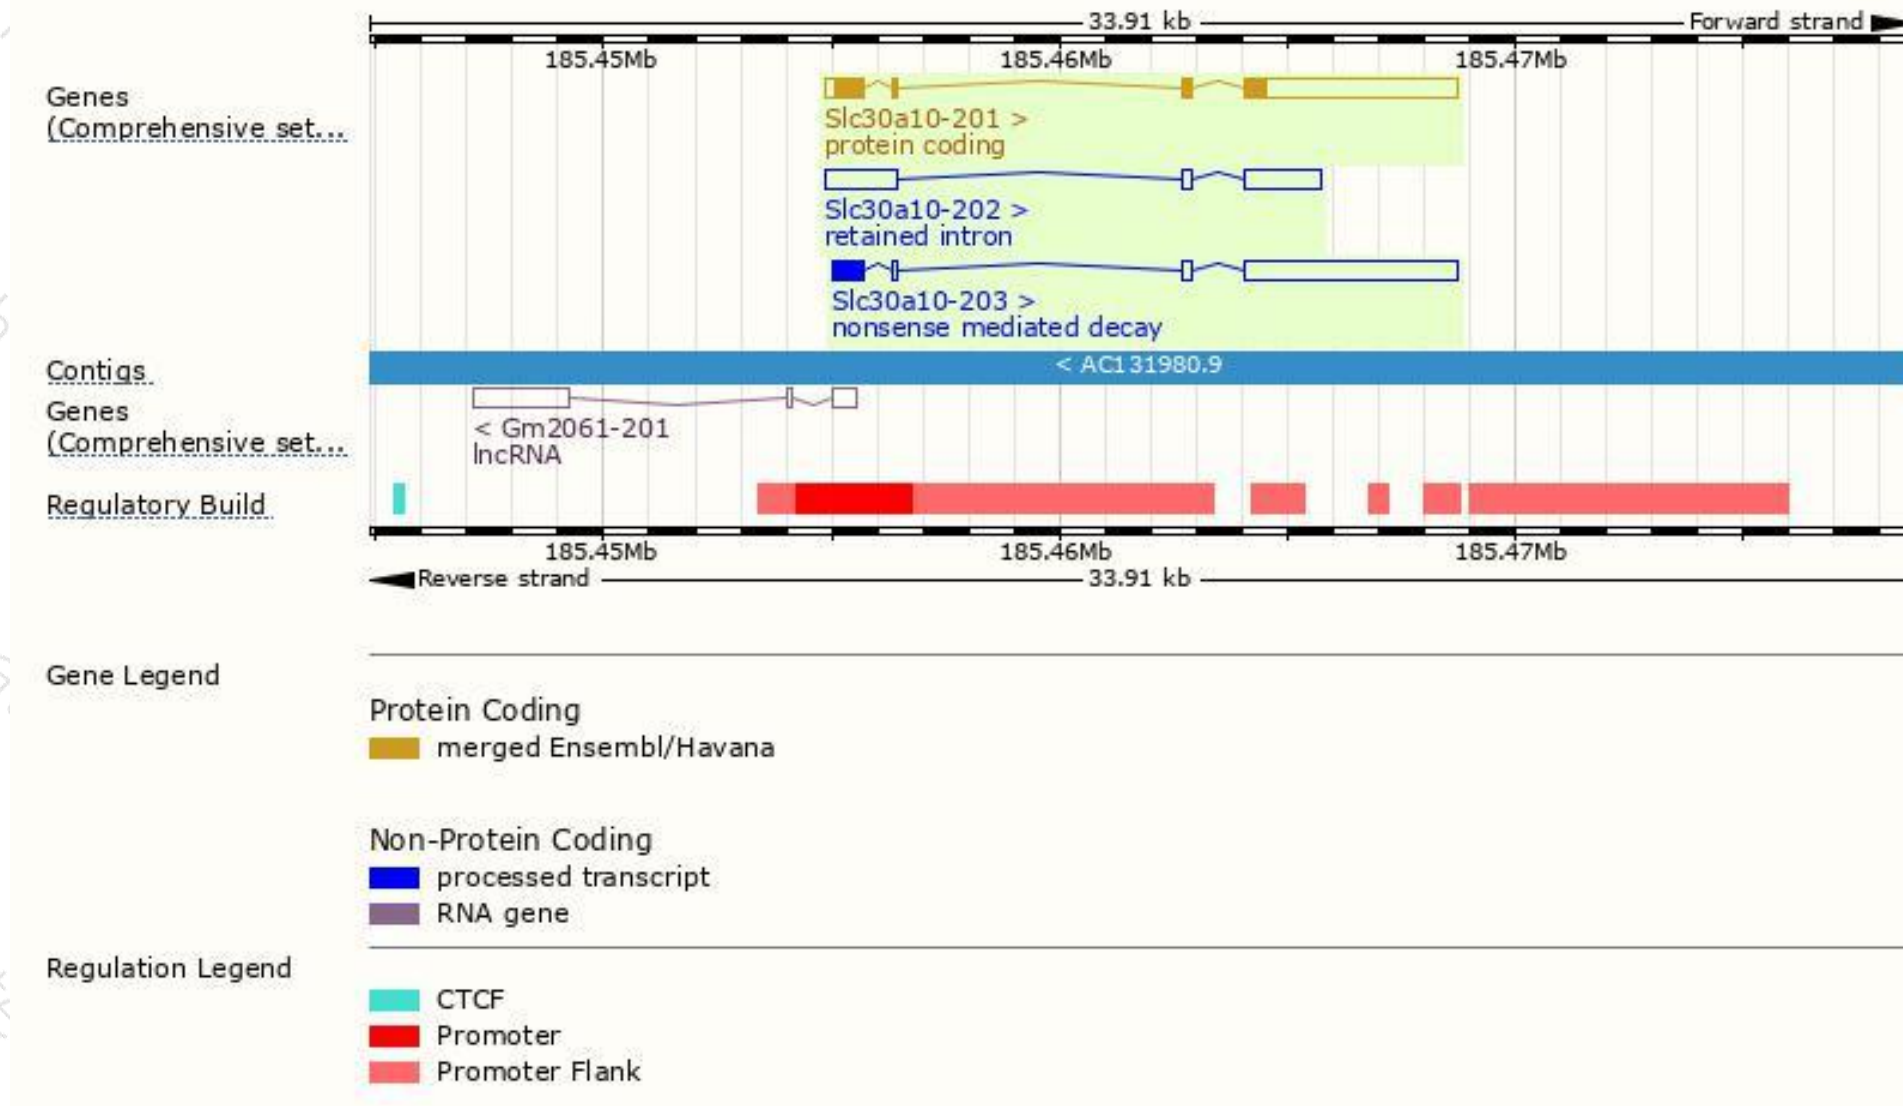 33.91 kb Forward strand
185.45Mb 185.46Mb 185.47Mb
Genes
(Comprehensive set...
Slc30a10-201 >
protein coding
Slc30a10-202 >
retained intron
Slc30a10-203 >
nonsense mediated decay
Contigs
< AC131980.9
Genes
(Comprehensive set...
< Gm2061-201
lncRNA
Regulatory Build
185.45Mb 185.46Mb 185.47Mb
Reverse strand 33.91 kb
Gene Legend
Protein Coding
merged Ensembl/Havana
Non-Protein Coding
processed transcript
RNA gene
Regulation Legend
CTCF
Promoter
Promoter Flank